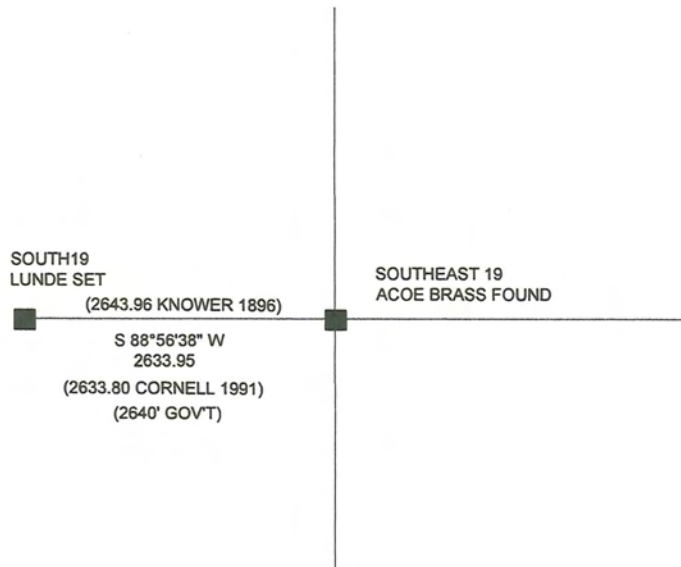 SOUTH19
LUNDE SET
(2643.96 KNOWER 1896)
S 88°56'38" W
2633.95
(2633.80 CORNELL 1991)
(2640' GOV'T)
SOUTHEAST 19
ACOE BRASS FOUND